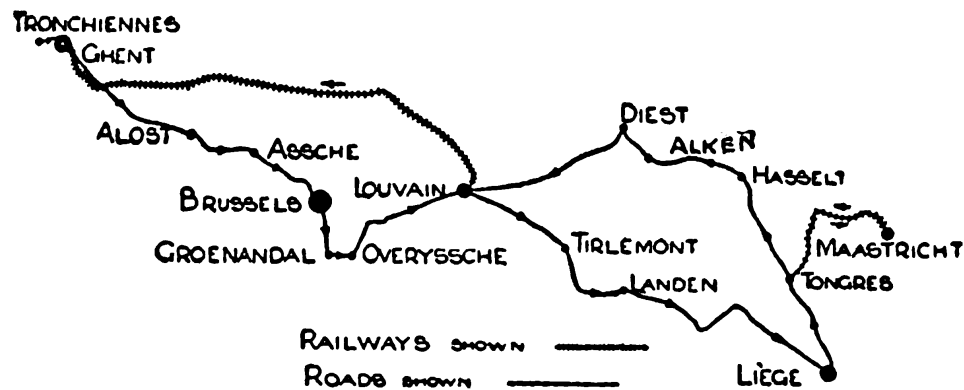 TRONCHIENNES
GHENT
ALOST
ASSCHE
BRUSSELS
GROENANDAL
OVERYSSCHE
LOUVAIN
DIEST
ALKEN
HASSELT
MAASTRICHT
TONGRES
TIRLEMONT
LANDEN
LIÈGE
RAILWAYS SHOWN
ROADS SHOWN